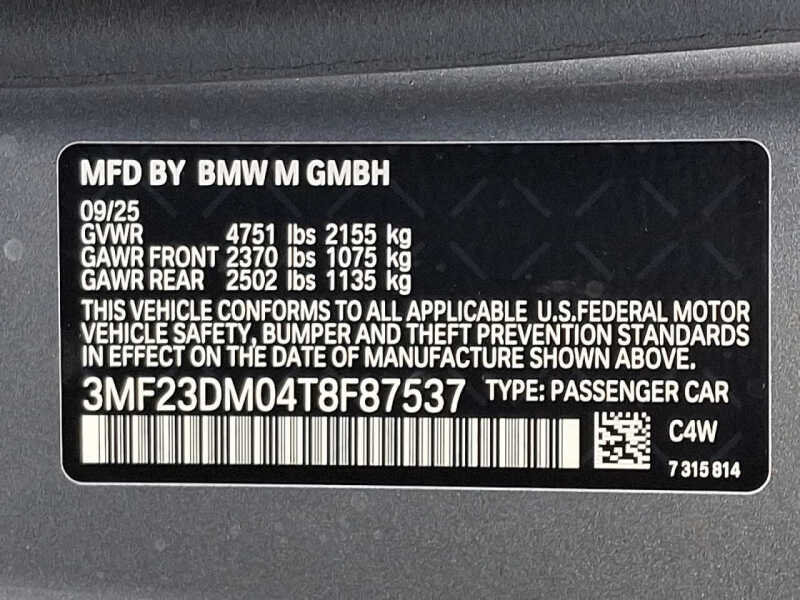 MFD BY BMW M GMBH
09/25
GVWR 4751 lbs 2155 kg
GAWR FRONT 2370 lbs 1075 kg
GAWR REAR 2502 lbs 1135 kg
THIS VEHICLE CONFORMS TO ALL APPLICABLE U.S.FEDERAL MOTOR
VEHICLE SAFETY, BUMPER AND THEFT PREVENTION STANDARDS
IN EFFECT ON THE DATE OF MANUFACTURE SHOWN ABOVE.
3MF23DM04T8F87537 TYPE: PASSENGER CAR
C4W
7 315 814